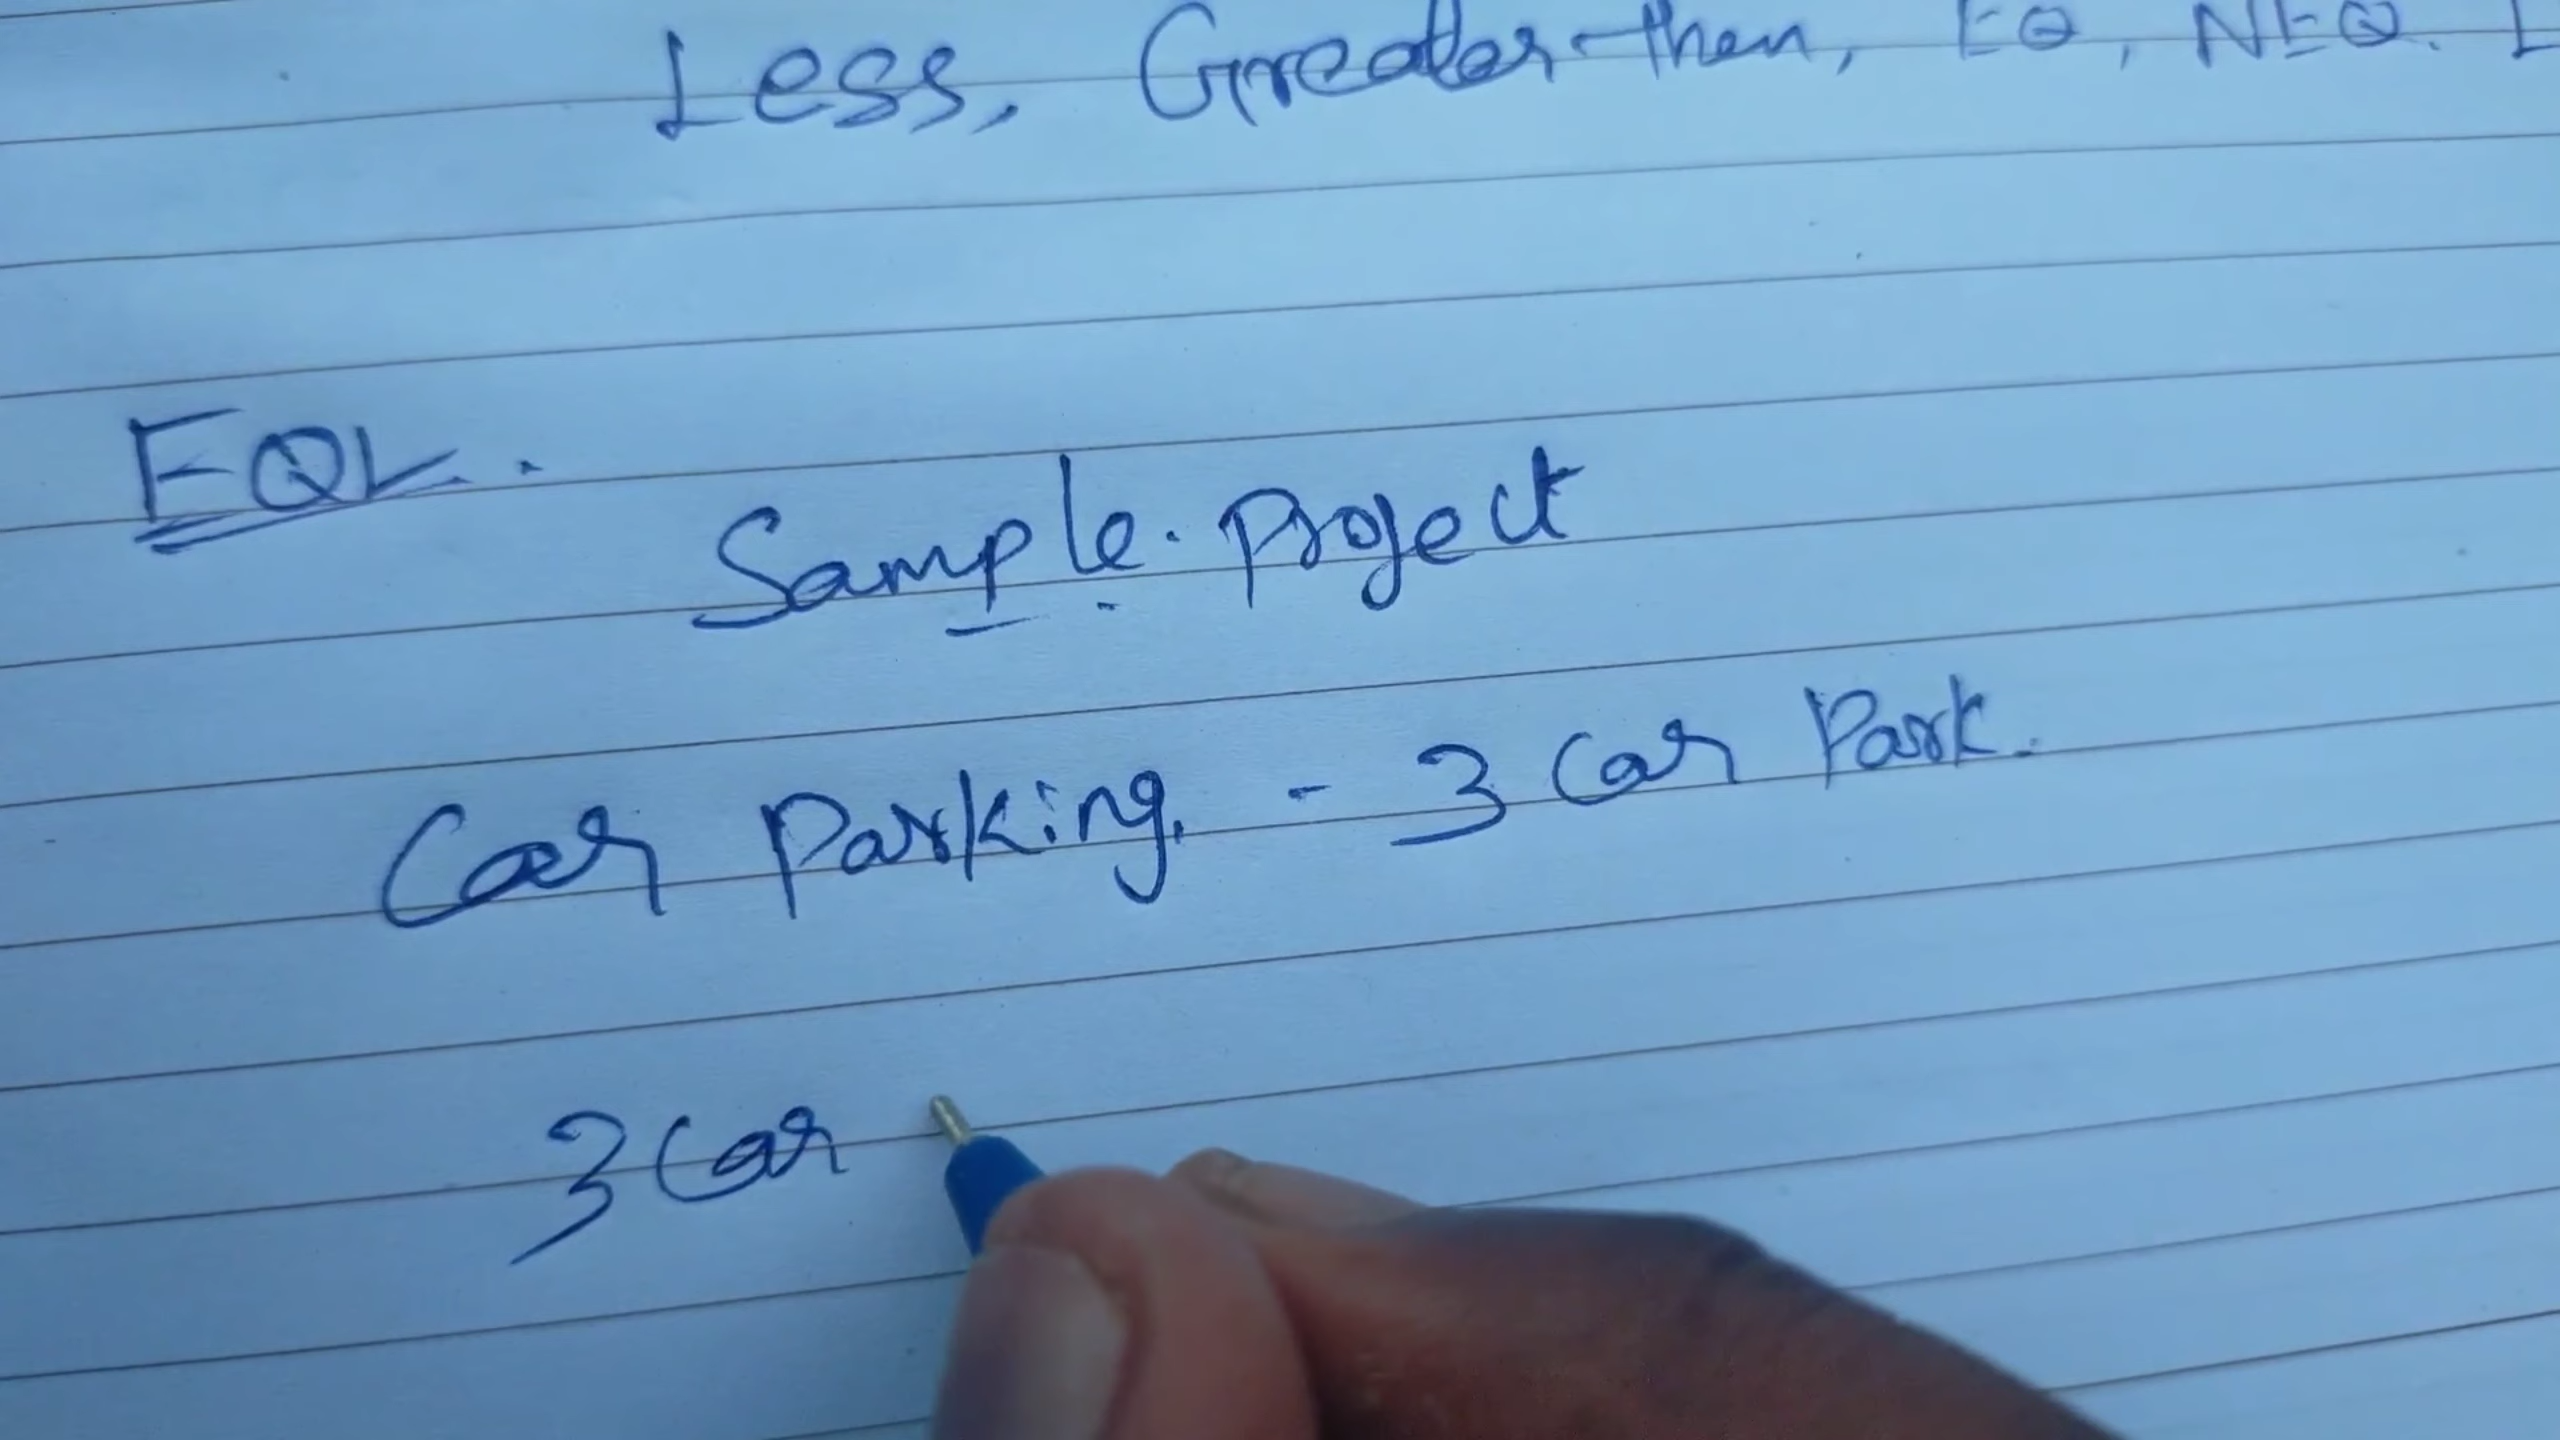 Less, Greater-then, EQ, NEQ. L
EQL.
Sample. Project
Car Parking. - 3 Car Park.
3 Car